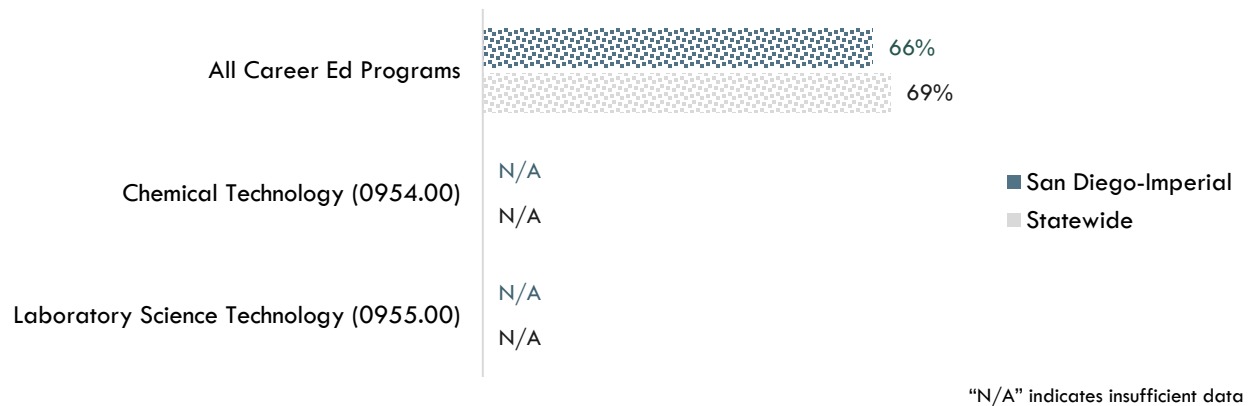 All Career Ed Programs
66%
69%
Chemical Technology (0954.00)
N/A
N/A
Laboratory Science Technology (0955.00)
N/A
N/A
San Diego-Imperial
Statewide
“N/A” indicates insufficient data